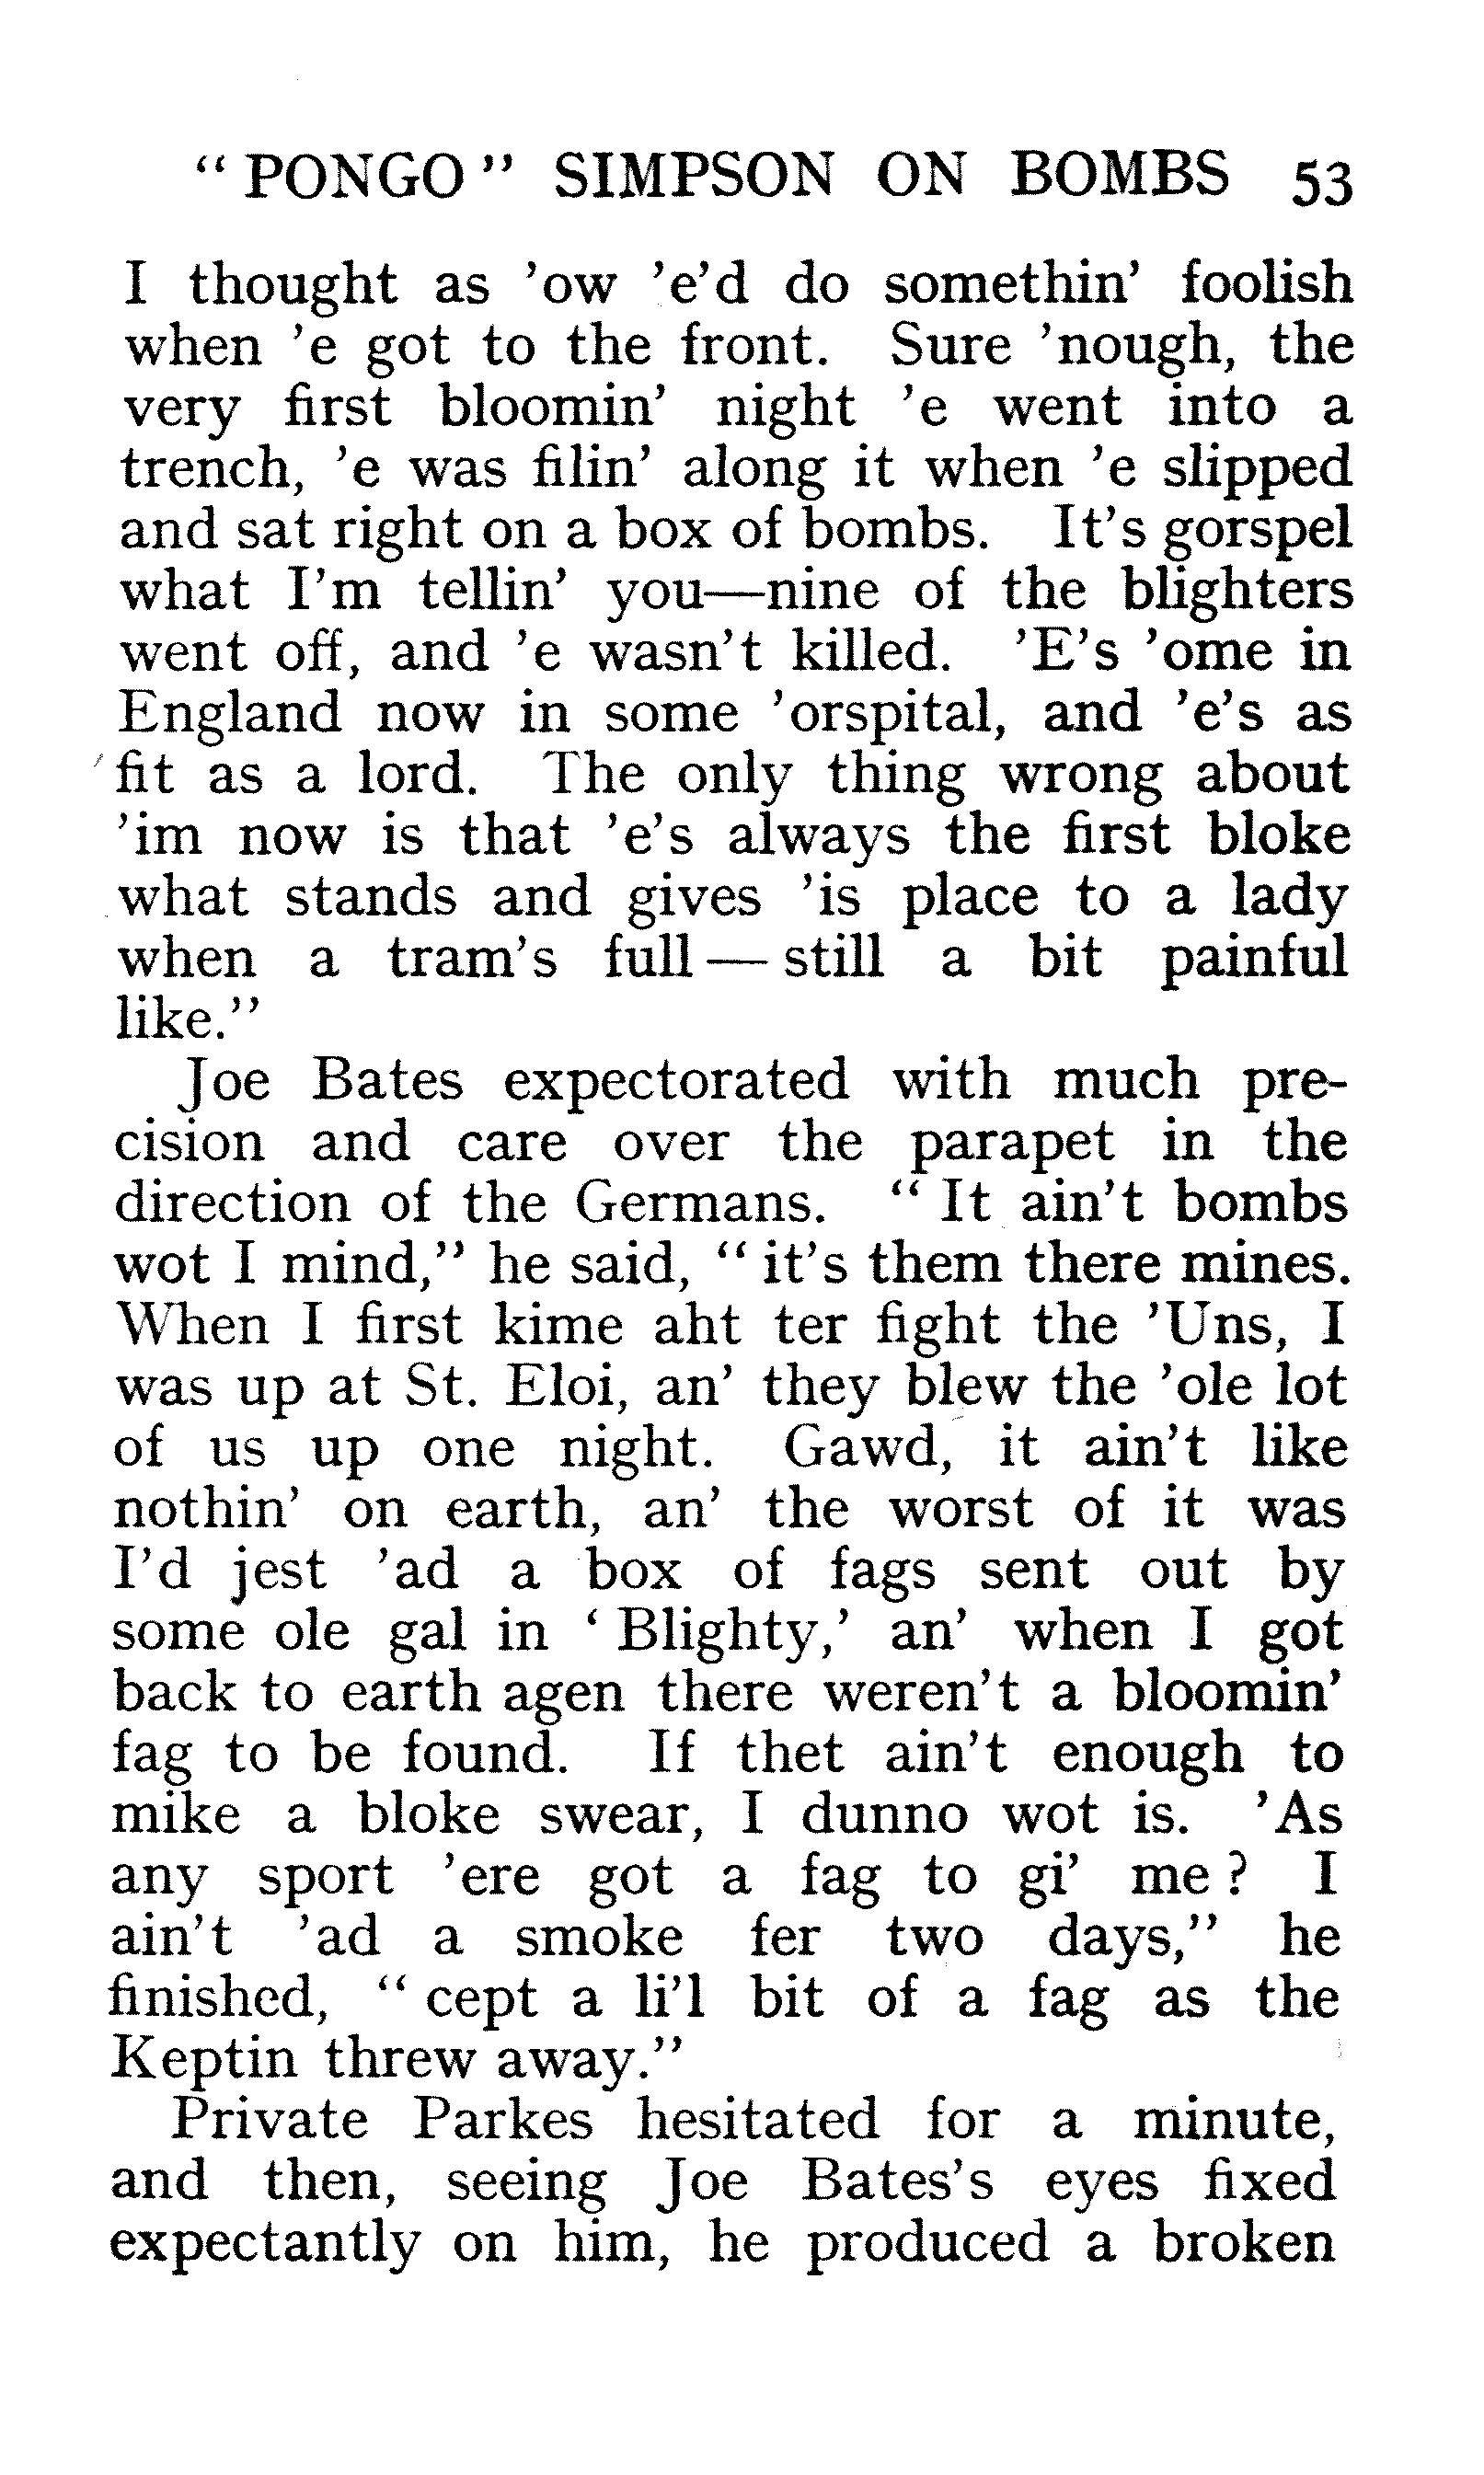 “ PONGO ” SIMPSON ON BOMBS 53
I thought as ’ow ’e’d do somethin’ foolish
when ’e got to the front. Sure ’nough, the
very first bloomin’ night ’e went into a
trench, ’e was filin’ along it when ’e slipped
and sat right on a box of bombs. It’s gorspel
what I’m tellin’ you—nine of the blighters
went off, and ’e wasn’t killed. ’E’s ’ome in
England now in some ’orspital, and ’e’s as
fit as a lord. The only thing wrong about
’im now is that ’e’s always the first bloke
what stands and gives ’is place to a lady
when a tram’s full — still a bit painful
like.”
Joe Bates expectorated with much pre-
cision and care over the parapet in the
direction of the Germans. “ It ain’t bombs
wot I mind,” he said, “ it’s them there mines.
When I first kime aht ter fight the ’Uns, I
was up at St. Eloi, an’ they blew the ’ole lot
of us up one night. Gawd, it ain’t like
nothin’ on earth, an’ the worst of it was
I’d jest ’ad a box of fags sent out by
some ole gal in ‘ Blighty,’ an’ when I got
back to earth agen there weren’t a bloomin’
fag to be found. If thet ain’t enough to
mike a bloke swear, I dunno wot is. ’As
any sport ’ere got a fag to gi’ me ? I
ain’t ’ad a smoke fer two days,” he
finished, “ cept a li’l bit of a fag as the
Keptin threw away.”
Private Parkes hesitated for a minute,
and then, seeing Joe Bates’s eyes fixed
expectantly on him, he produced a broken